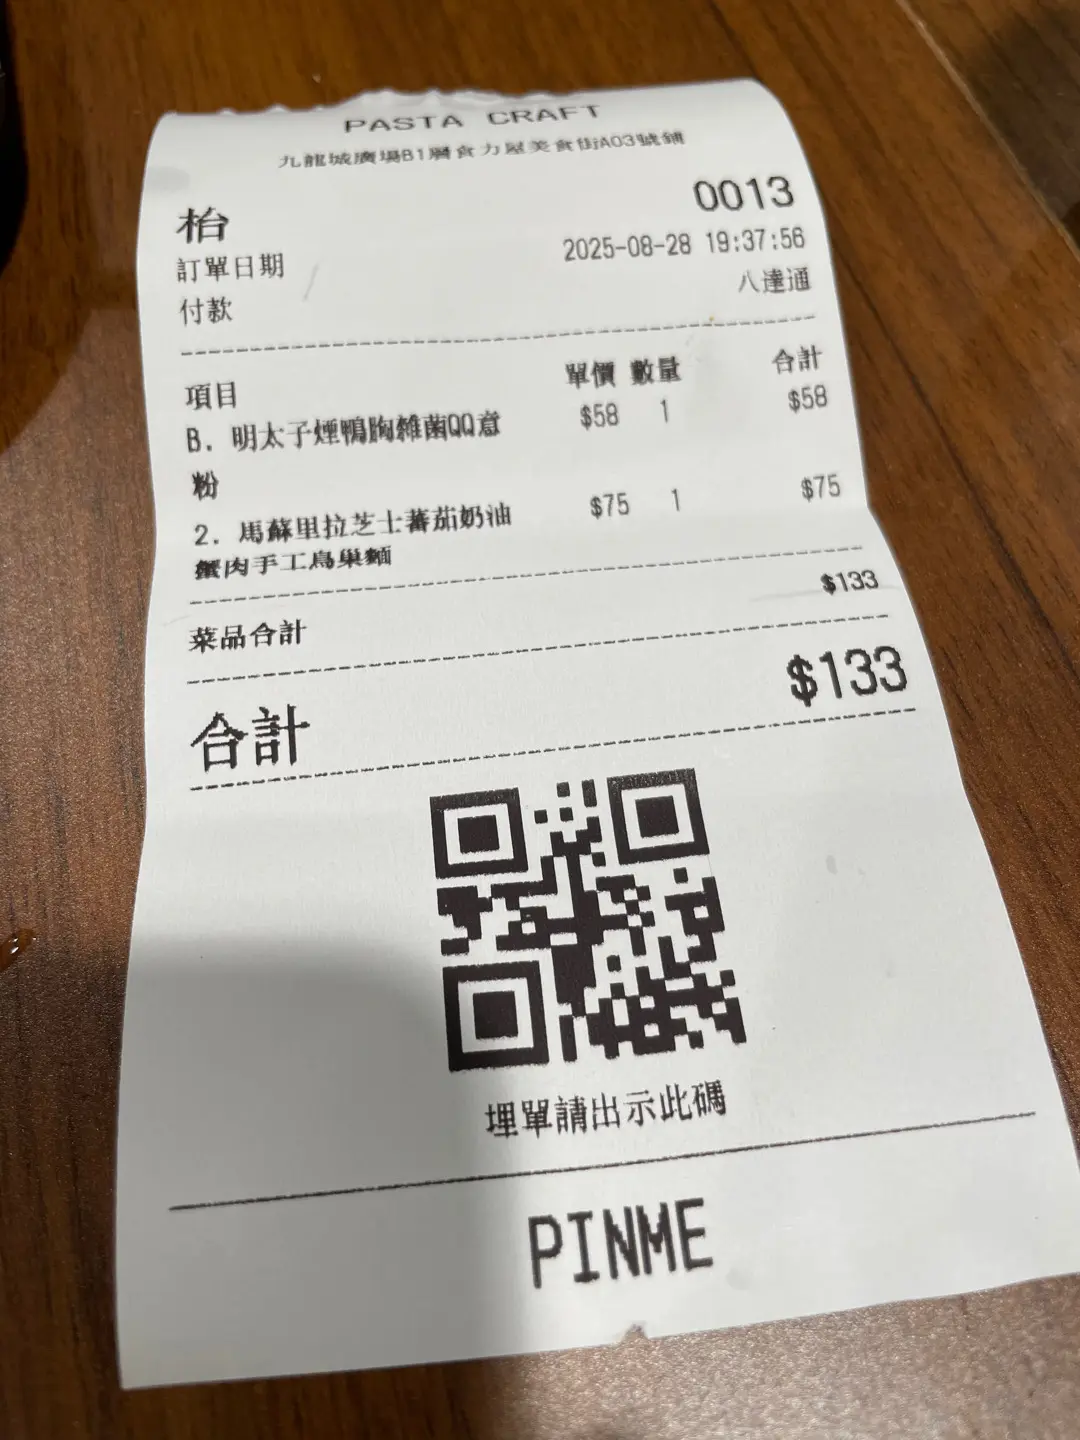 PASTA CRAFT
九龍城廣場B1層食力屋美食街A03號鋪
枱 0013
訂單日期 2025-08-28 19:37:56
付款 八達通
項目 單價 數量 合計
B. 明太子煙鴨胸雜菌QQ意 $58 1 $58
粉
2. 馬蘇里拉芝士蕃茄奶油 $75 1 $75
蟹肉手工鳥巢麵
菜品合計 $133
合計 $133
埋單請出示此碼
PINME